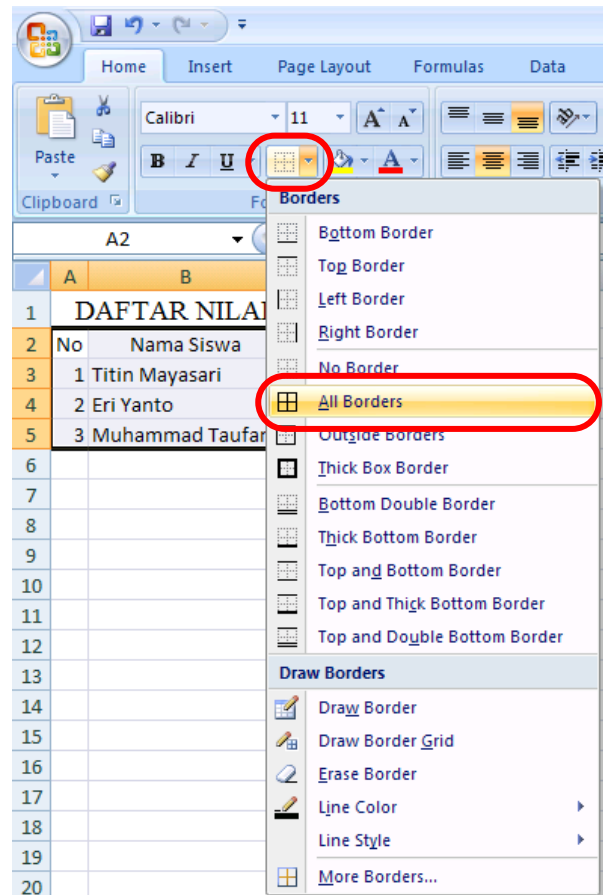 Home Insert Page Layout Formulas Data
Calibri 11 A A
Paste B I U A
Clipboard
A2 Borders
Bottom Border
Top Border
Left Border
Right Border
No Border
All Borders
Outside Borders
Thick Box Border
Bottom Double Border
Thick Bottom Border
Top and Bottom Border
Top and Thick Bottom Border
Top and Double Bottom Border
Draw Borders
Draw Border
Draw Border Grid
Erase Border
Line Color
Line Style
More Borders...
A B
1 DAFTAR NILAI
2 No Nama Siswa
3 1 Titin Mayasari
4 2 Eri Yanto
5 3 Muhammad Taufan
6
7
8
9
10
11
12
13
14
15
16
17
18
19
20